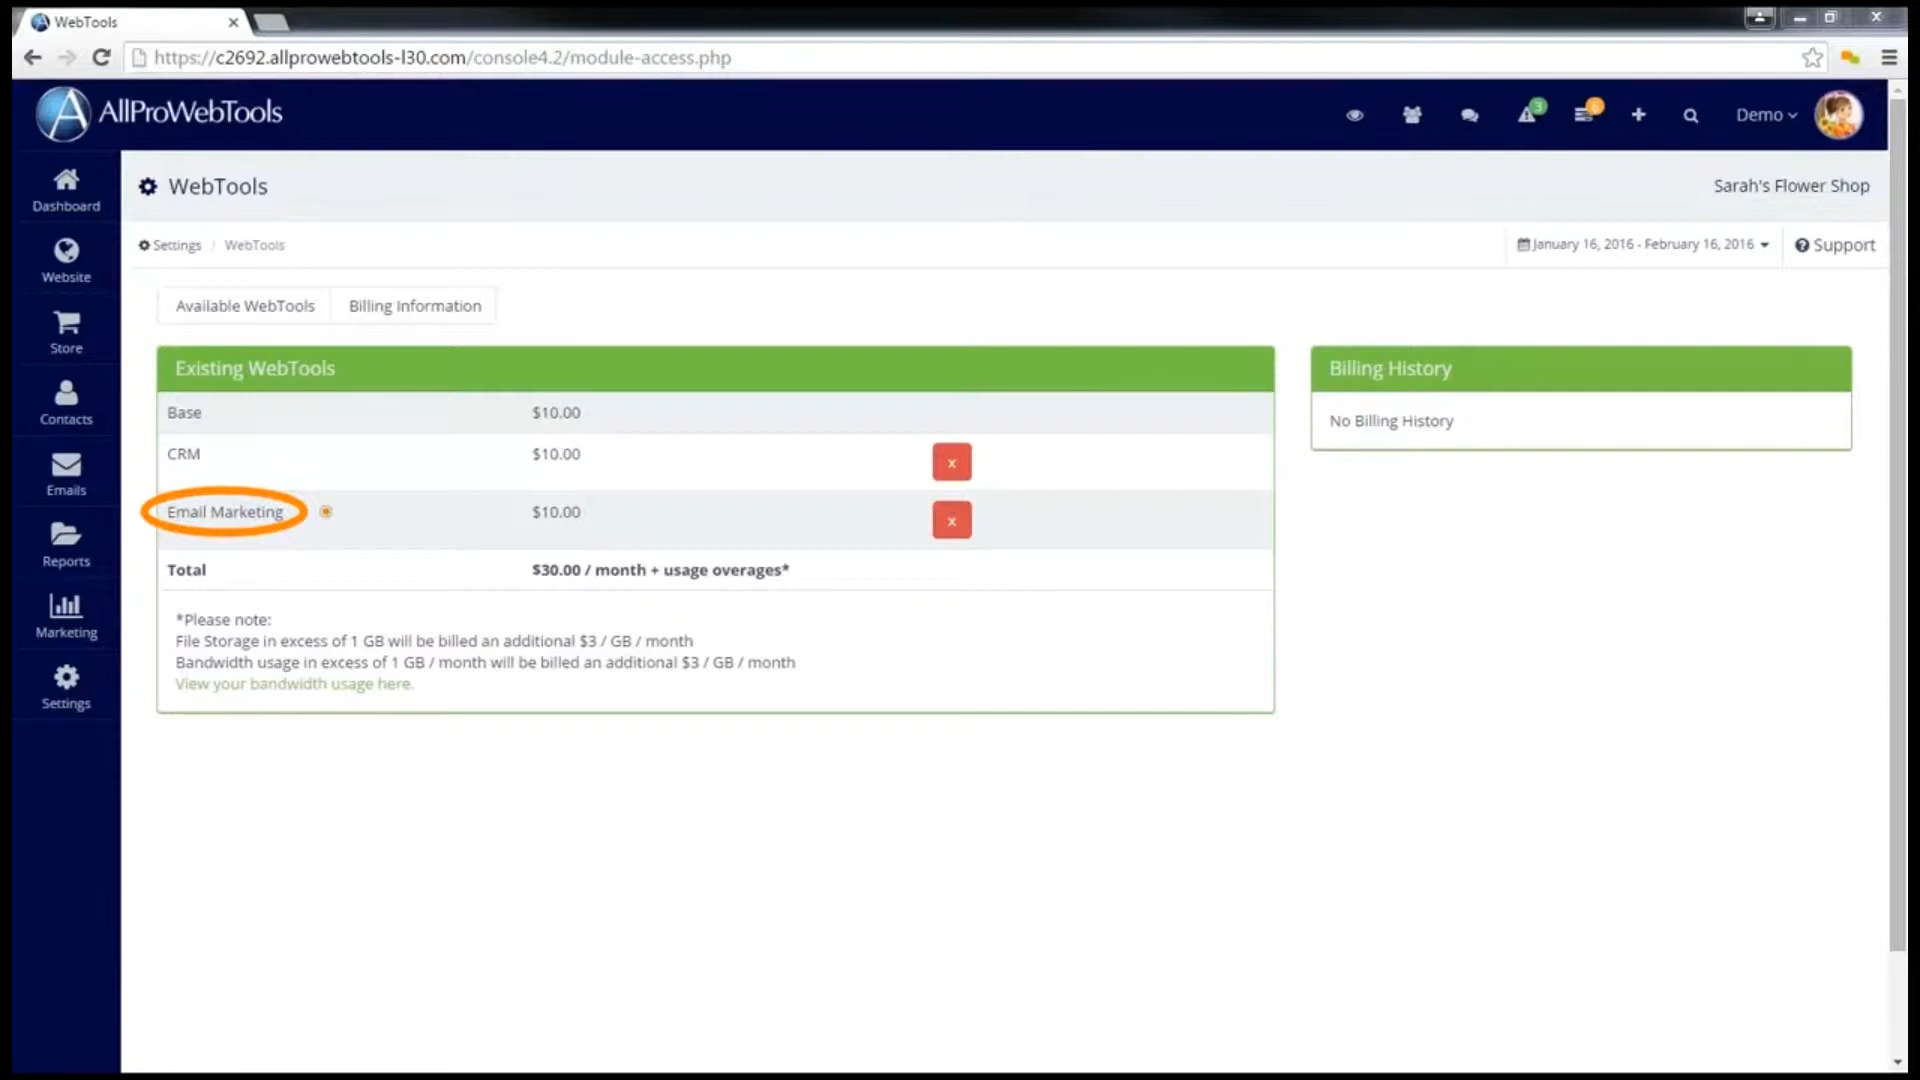 WebTools
https://c2692.allprowebtools-l30.com/console4.2/module-access.php
AllProWebTools
3
6
Demo
Dashboard
Website
Store
Contacts
Emails
Reports
Marketing
Settings
WebTools
Sarah's Flower Shop
Settings / WebTools
January 16, 2016 - February 16, 2016
Support
Available WebTools
Billing Information
Existing WebTools
Base $10.00
CRM $10.00 x
Email Marketing $10.00 x
Total $30.00 / month + usage overages*
*Please note:
File Storage in excess of 1 GB will be billed an additional $3 / GB / month
Bandwidth usage in excess of 1 GB / month will be billed an additional $3 / GB / month
View your bandwidth usage here.
Billing History
No Billing History